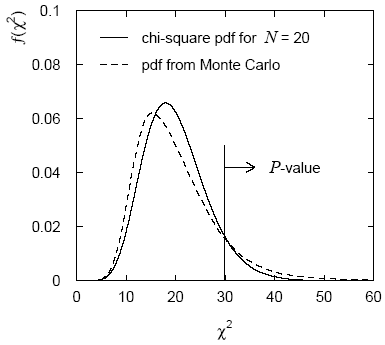 f(χ²)
0.1
chi-square pdf for N = 20
pdf from Monte Carlo
0.08
0.06
0.04
P-value
0.02
0
0 10 20 30 40 50 60
χ²